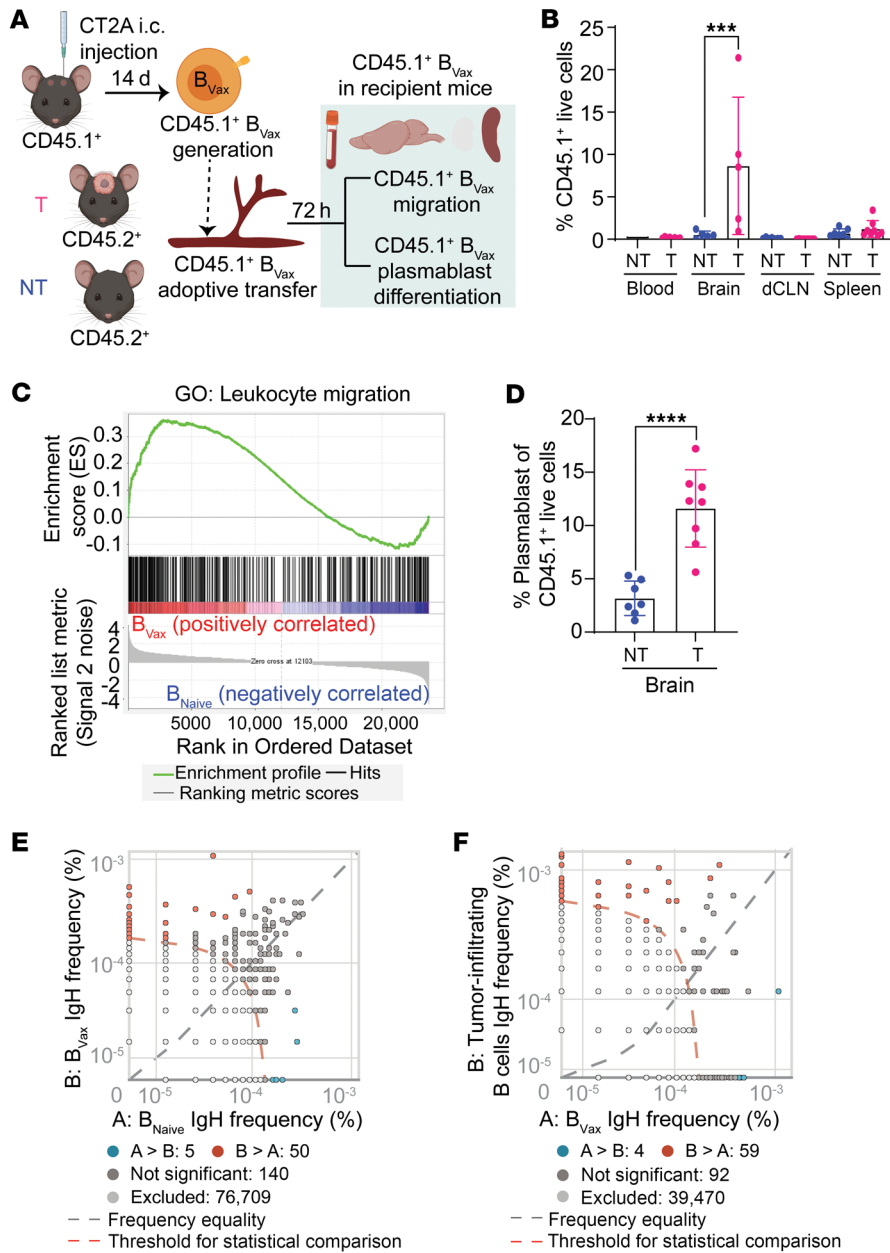 A
CT2A i.c.
injection
14 d
CD45.1+
BVax
CD45.1+ BVax
generation
T
CD45.2+
NT
CD45.2+
CD45.1+ BVax
adoptive transfer
72 h
CD45.1+ BVax
in recipient mice
CD45.1+ BVax
migration
CD45.1+ BVax
plasmablast
differentiation
B
% CD45.1+ live cells
25
20
15
10
5
0
***
NT T NT T NT T NT T
Blood Brain dCLN Spleen
C
GO: Leukocyte migration
Enrichment
score (ES)
0.3
0.2
0.1
0.0
-0.1
BVax (positively correlated)
Ranked list metric
(Signal 2 noise)
4
2
0
-2
-4
Zero cross at 12103
BNaive (negatively correlated)
5000 10,000 15,000 20,000
Rank in Ordered Dataset
Enrichment profile Hits
Ranking metric scores
D
% Plasmablast of
CD45.1+ live cells
20
15
10
5
0
****
NT T
Brain
E
B: BVax IgH frequency (%)
10-3
10-4
10-5
0 10-5 10-4 10-3
A: BNaive IgH frequency (%)
A > B: 5 B > A: 50
Not significant: 140
Excluded: 76,709
Frequency equality
Threshold for statistical comparison
F
B: Tumor-infiltrating
B cells IgH frequency (%)
10-3
10-4
10-5
0 10-5 10-4 10-3
A: BVax IgH frequency (%)
A > B: 4 B > A: 59
Not significant: 92
Excluded: 39,470
Frequency equality
Threshold for statistical comparison